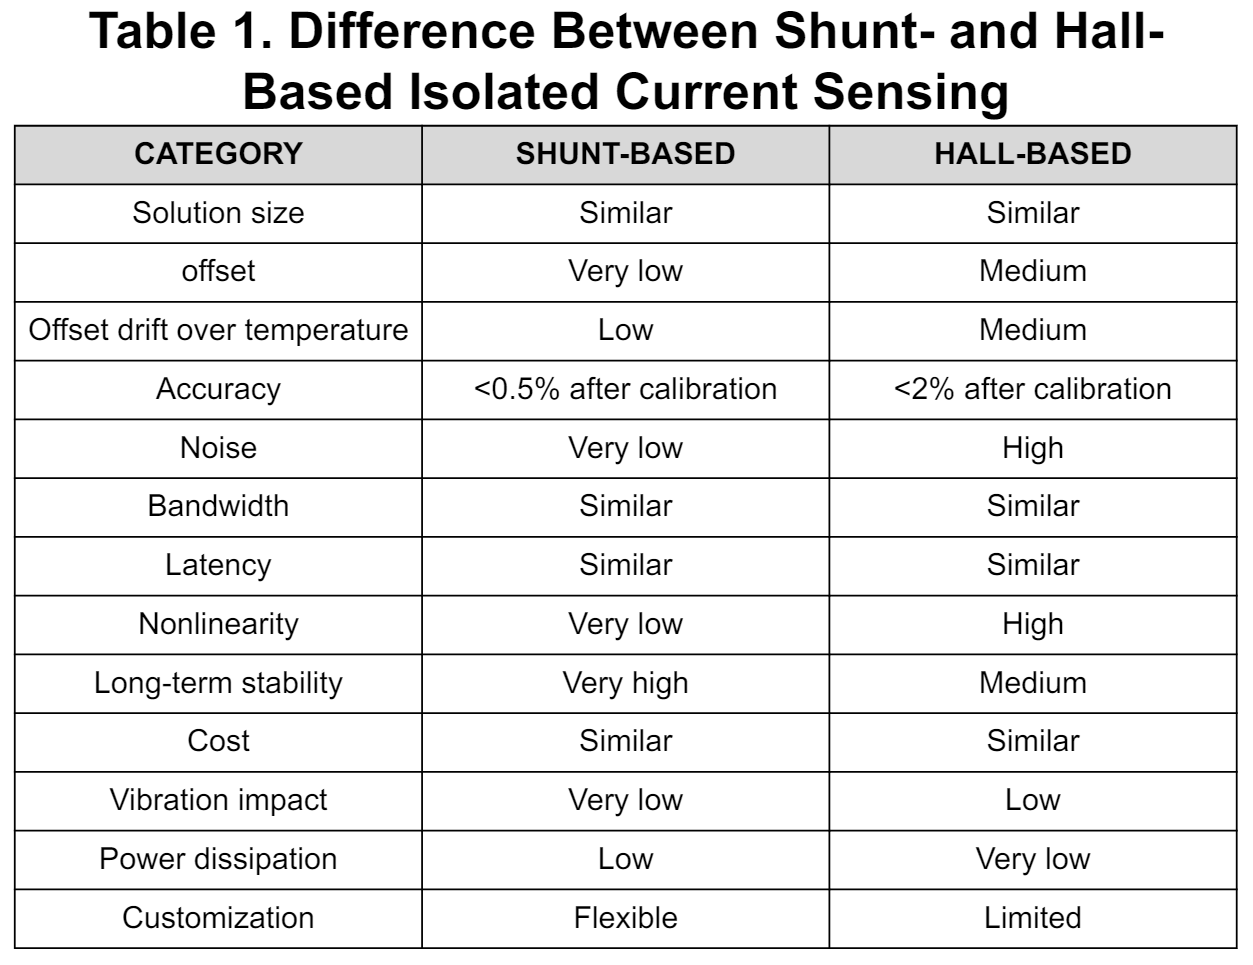 Table 1. Difference Between Shunt- and Hall-
Based Isolated Current Sensing
CATEGORY SHUNT-BASED HALL-BASED
Solution size Similar Similar
offset Very low Medium
Offset drift over temperature Low Medium
Accuracy <0.5% after calibration <2% after calibration
Noise Very low High
Bandwidth Similar Similar
Latency Similar Similar
Nonlinearity Very low High
Long-term stability Very high Medium
Cost Similar Similar
Vibration impact Very low Low
Power dissipation Low Very low
Customization Flexible Limited